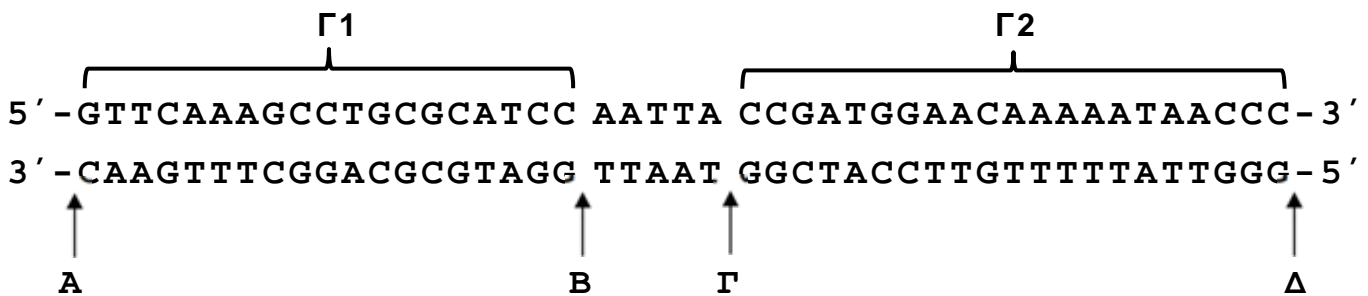 Γ1 Γ2
5´-GTTCAAAGCCTGCGCATCC AATTA CCGATGGAACAAAAATAACCC-3´
3´-CAAGTTTCGGACGCGTAGG TTAAT GGCTACCTTGTTTTTATTGGG-5´
Α Β Γ Δ